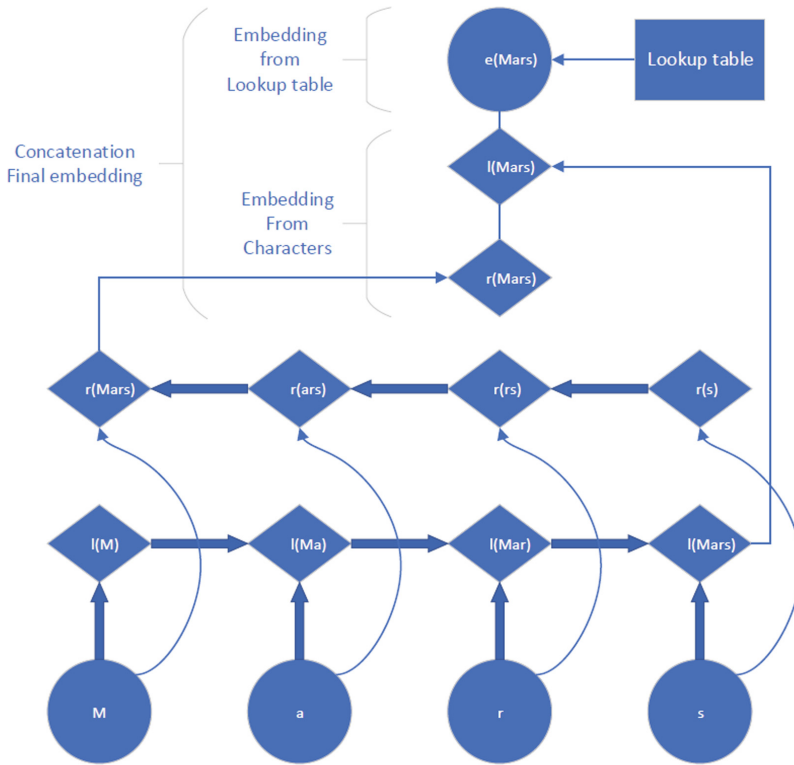 Embedding
from
Lookup table
e(Mars)
Lookup table
Concatenation
Final embedding
l(Mars)
Embedding
From
Characters
r(Mars)
r(Mars)
r(ars)
r(rs)
r(s)
l(M)
l(Ma)
l(Mar)
l(Mars)
M
a
r
s